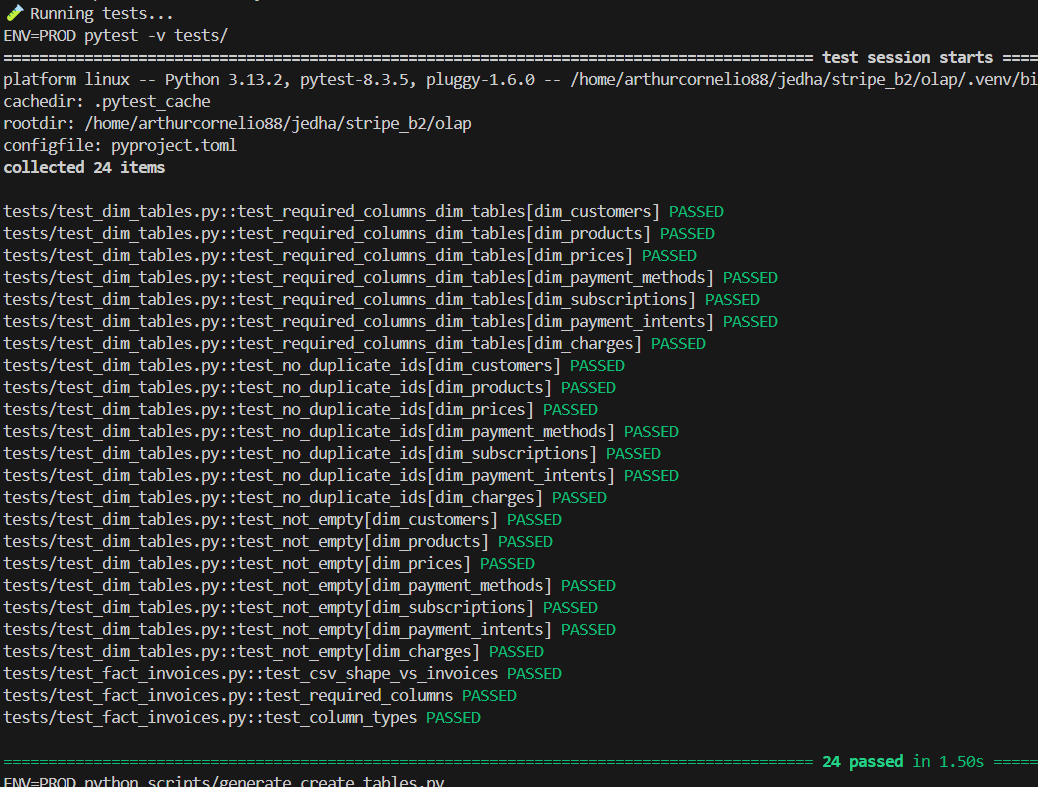 Running tests...
ENV=PROD pytest -v tests/
========================================================================================== test session starts ====
platform linux -- Python 3.13.2, pytest-8.3.5, pluggy-1.6.0 -- /home/arthurcornelio88/jedha/stripe_b2/olap/.venv/bi
cachedir: .pytest_cache
rootdir: /home/arthurcornelio88/jedha/stripe_b2/olap
configfile: pyproject.toml
collected 24 items
tests/test_dim_tables.py::test_required_columns_dim_tables[dim_customers] PASSED
tests/test_dim_tables.py::test_required_columns_dim_tables[dim_products] PASSED
tests/test_dim_tables.py::test_required_columns_dim_tables[dim_prices] PASSED
tests/test_dim_tables.py::test_required_columns_dim_tables[dim_payment_methods] PASSED
tests/test_dim_tables.py::test_required_columns_dim_tables[dim_subscriptions] PASSED
tests/test_dim_tables.py::test_required_columns_dim_tables[dim_payment_intents] PASSED
tests/test_dim_tables.py::test_required_columns_dim_tables[dim_charges] PASSED
tests/test_dim_tables.py::test_no_duplicate_ids[dim_customers] PASSED
tests/test_dim_tables.py::test_no_duplicate_ids[dim_products] PASSED
tests/test_dim_tables.py::test_no_duplicate_ids[dim_prices] PASSED
tests/test_dim_tables.py::test_no_duplicate_ids[dim_payment_methods] PASSED
tests/test_dim_tables.py::test_no_duplicate_ids[dim_subscriptions] PASSED
tests/test_dim_tables.py::test_no_duplicate_ids[dim_payment_intents] PASSED
tests/test_dim_tables.py::test_no_duplicate_ids[dim_charges] PASSED
tests/test_dim_tables.py::test_not_empty[dim_customers] PASSED
tests/test_dim_tables.py::test_not_empty[dim_products] PASSED
tests/test_dim_tables.py::test_not_empty[dim_prices] PASSED
tests/test_dim_tables.py::test_not_empty[dim_payment_methods] PASSED
tests/test_dim_tables.py::test_not_empty[dim_subscriptions] PASSED
tests/test_dim_tables.py::test_not_empty[dim_payment_intents] PASSED
tests/test_dim_tables.py::test_not_empty[dim_charges] PASSED
tests/test_fact_invoices.py::test_csv_shape_vs_invoices PASSED
tests/test_fact_invoices.py::test_required_columns PASSED
tests/test_fact_invoices.py::test_column_types PASSED
========================================================================================== 24 passed in 1.50s =====
ENV=PROD python scripts/generate_create_tables.py